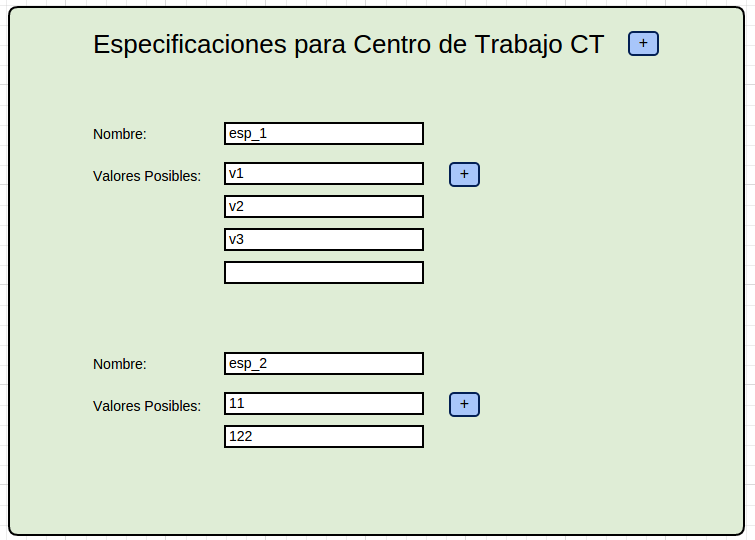 Especificaciones para Centro de Trabajo CT +
Nombre: esp_1
Valores Posibles: v1 +
v2
v3
Nombre: esp_2
Valores Posibles: 11 +
122